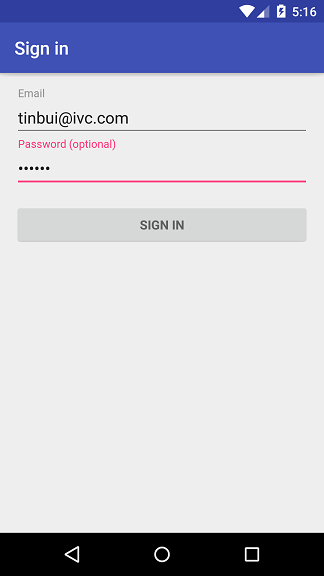 5:16
Sign in
Email
tinbui@ivc.com
Password (optional)
••••••
SIGN IN